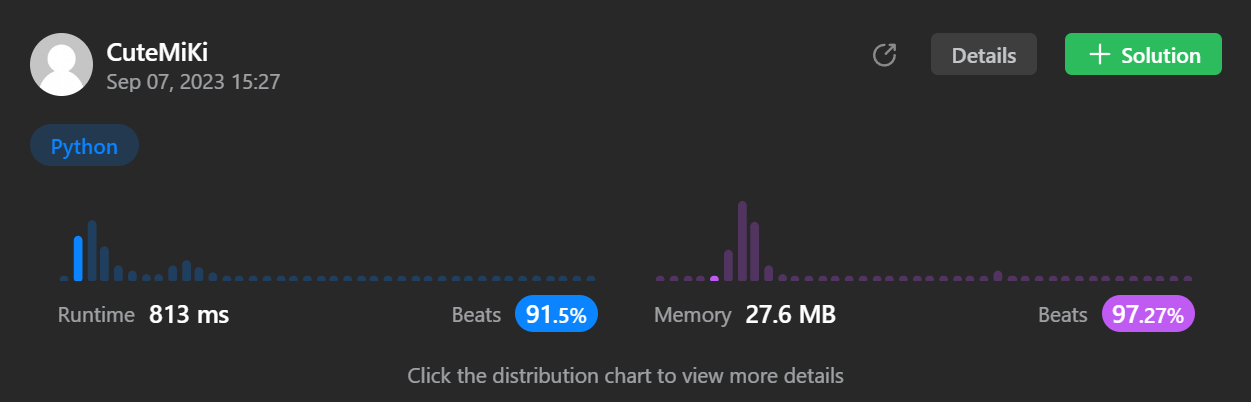 CuteMiKi
Sep 07, 2023 15:27
Details
Solution
Python
Runtime 813 ms Beats 91.5%
Memory 27.6 MB Beats 97.27%
Click the distribution chart to view more details